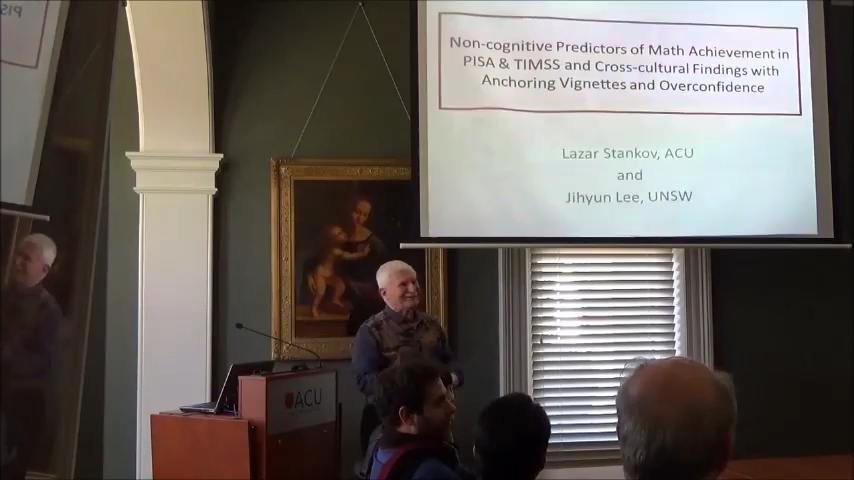 Non-cognitive Predictors of Math Achievement in
PISA & TIMSS and Cross-cultural Findings with
Anchoring Vignettes and Overconfidence
Lazar Stankov, ACU
and
Jihyun Lee, UNSW
ACU